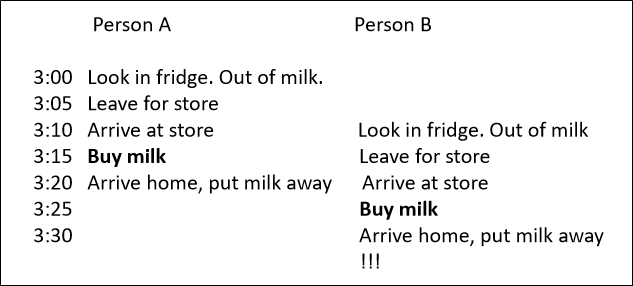 Person A Person B
3:00 Look in fridge. Out of milk.
3:05 Leave for store
3:10 Arrive at store Look in fridge. Out of milk
3:15 Buy milk Leave for store
3:20 Arrive home, put milk away Arrive at store
3:25 Buy milk
3:30 Arrive home, put milk away
!!!